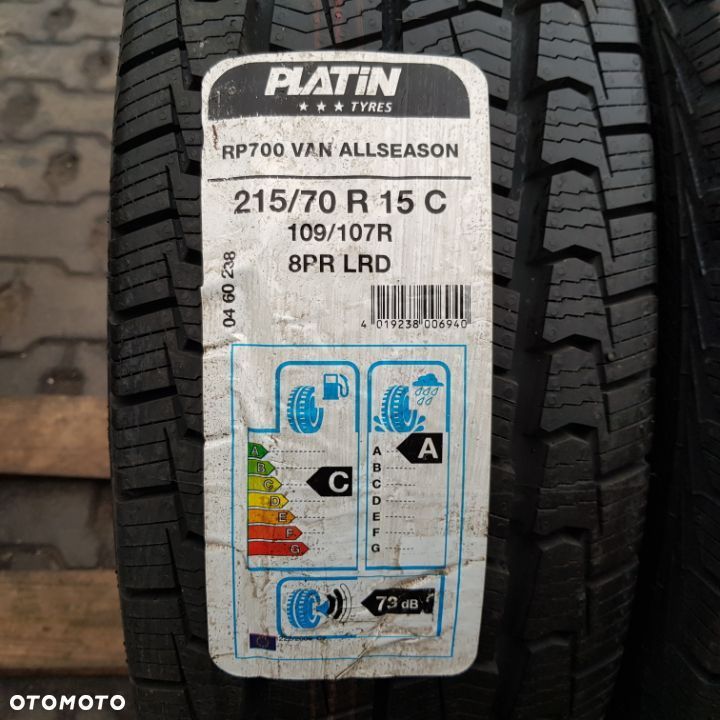 PLATIN
TYRES
RP700 VAN ALLSEASON
215/70 R 15 C
109/107R
8PR LRD
04 60 238
4 019238 006940
A
B
C
D
E
F
G
C
A
B
C
D
E
F
G
A
73 dB
OTOMOTO